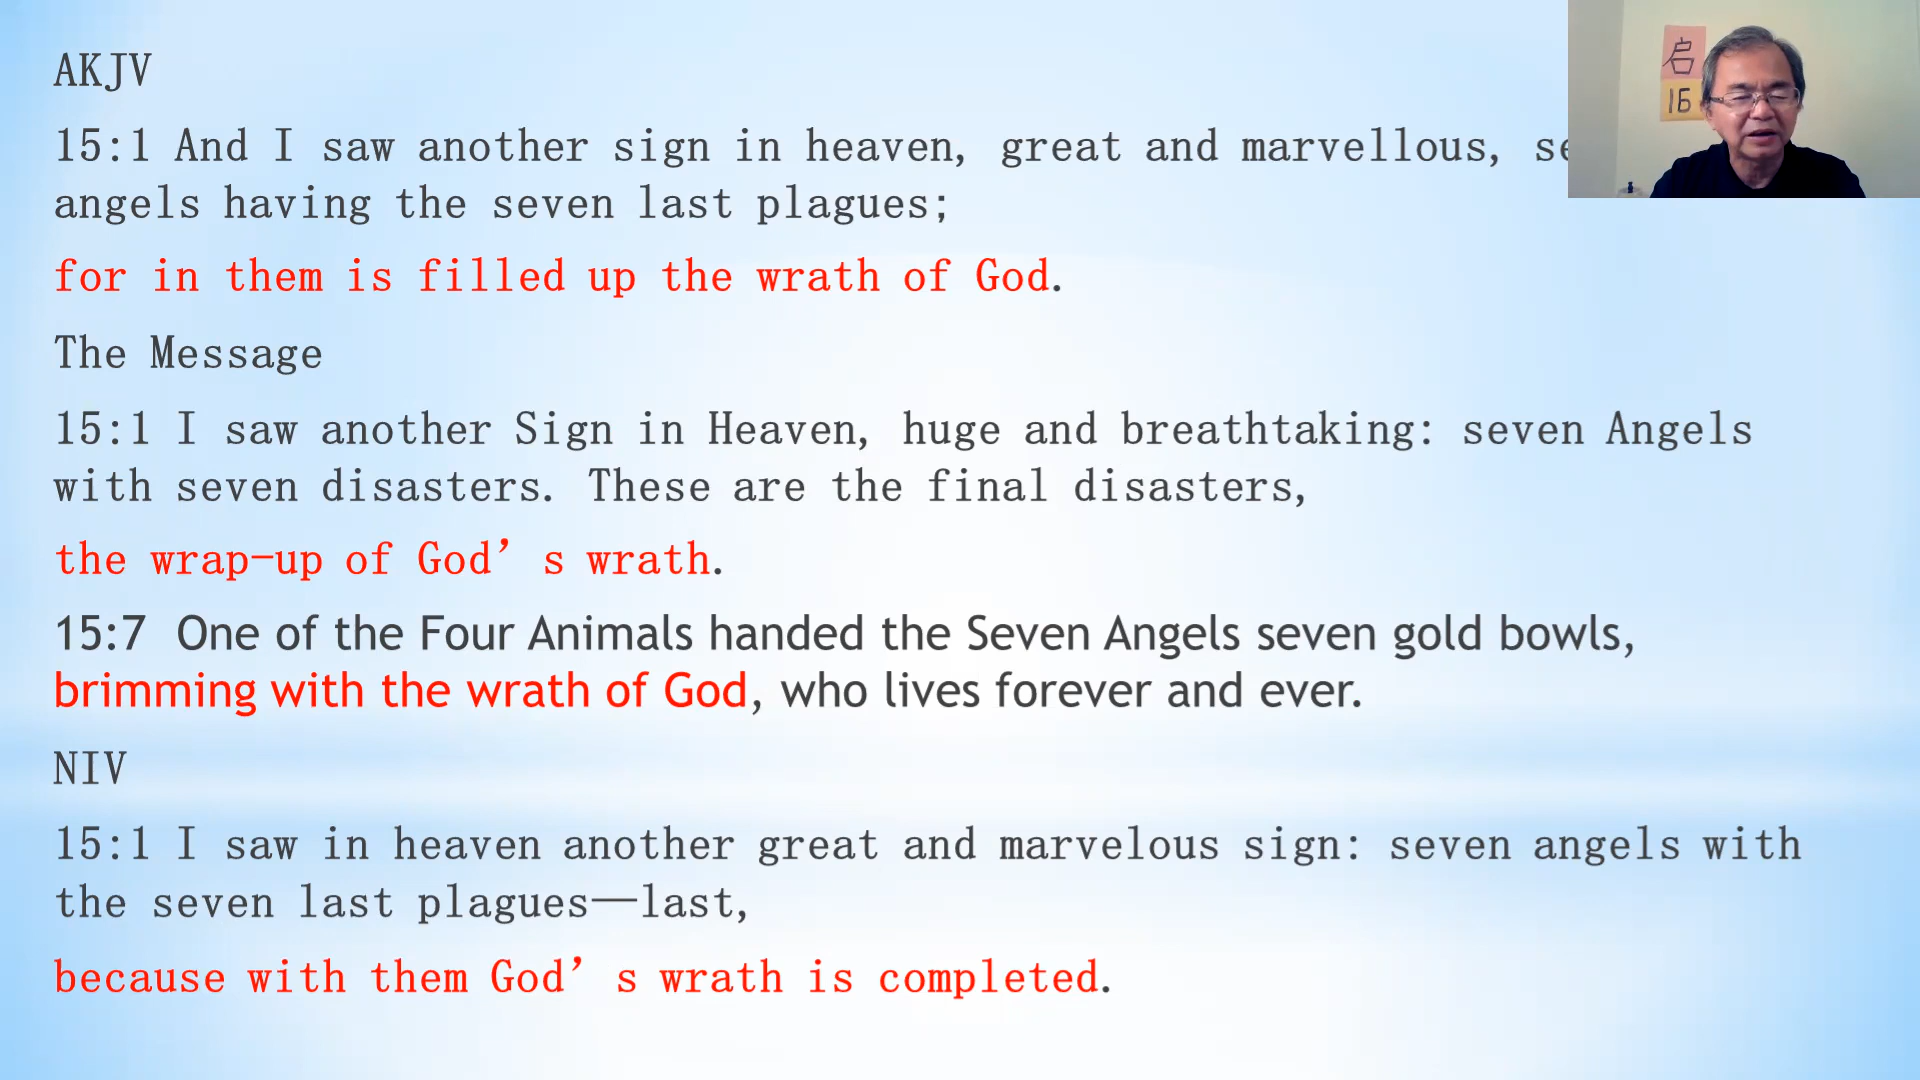 AKJV
15:1 And I saw another sign in heaven, great and marvellous,
angels having the seven last plagues;
for in them is filled up the wrath of God.
The Message
15:1 I saw another Sign in Heaven, huge and breathtaking: seven Angels
with seven disasters. These are the final disasters,
the wrap-up of God’s wrath.
15:7 One of the Four Animals handed the Seven Angels seven gold bowls,
brimming with the wrath of God, who lives forever and ever.
NIV
15:1 I saw in heaven another great and marvelous sign: seven angels with
the seven last plagues—last,
because with them God’s wrath is completed.
启
16